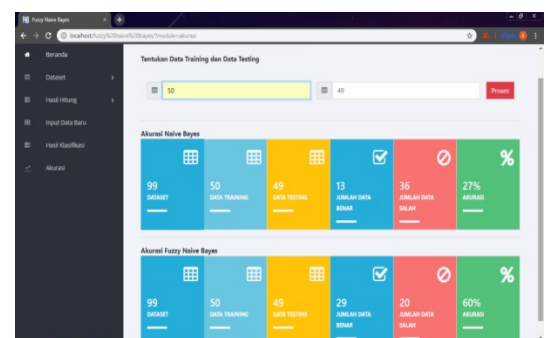 Fuzzy Naive Bayes
localhost/fuzzy%20naive%20bayes/?module=akurasi
Beranda
Dataset
Hasil Hitung
Input Data Baru
Hasil Klasifikasi
Akurasi
Tentukan Data Training dan Data Testing
50
49
Proses
Akurasi Naive Bayes
99
DATASET
50
DATA TRAINING
49
DATA TESTING
13
JUMLAH DATA
BENAR
36
JUMLAH DATA
SALAH
27%
AKURASI
Akurasi Fuzzy Naive Bayes
99
DATASET
50
DATA TRAINING
49
DATA TESTING
29
JUMLAH DATA
BENAR
20
JUMLAH DATA
SALAH
60%
AKURASI